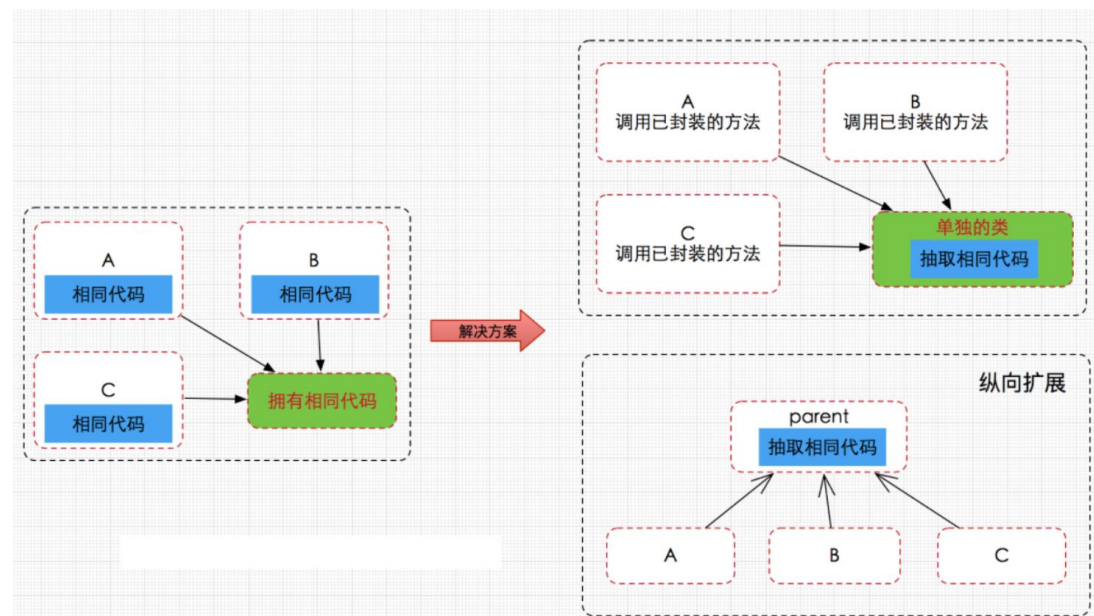 A
相同代码
B
相同代码
C
相同代码
拥有相同代码
解决方案
A
调用已封装的方法
B
调用已封装的方法
C
调用已封装的方法
单独的类
抽取相同代码
纵向扩展
parent
抽取相同代码
A
B
C